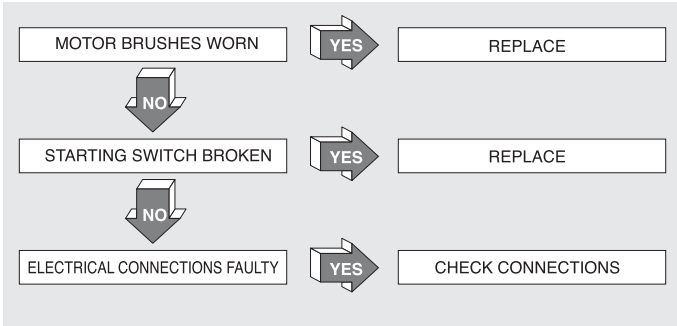 MOTOR BRUSHES WORN
YES
REPLACE
NO
STARTING SWITCH BROKEN
YES
REPLACE
NO
ELECTRICAL CONNECTIONS FAULTY
YES
CHECK CONNECTIONS